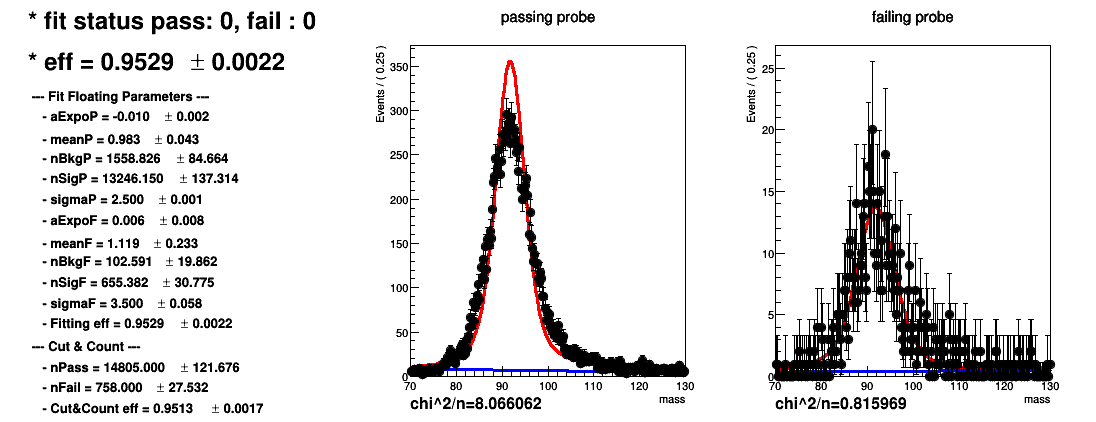 * fit status pass: 0, fail : 0
* eff = 0.9529 ± 0.0022
--- Fit Floating Parameters ---
- aExpoP = -0.010 ± 0.002
- meanP = 0.983 ± 0.043
- nBkgP = 1558.826 ± 84.664
- nSigP = 13246.150 ± 137.314
- sigmaP = 2.500 ± 0.001
- aExpoF = 0.006 ± 0.008
- meanF = 1.119 ± 0.233
- nBkgF = 102.591 ± 19.862
- nSigF = 655.382 ± 30.775
- sigmaF = 3.500 ± 0.058
- Fitting eff = 0.9529 ± 0.0022
--- Cut & Count ---
- nPass = 14805.000 ± 121.676
- nFail = 758.000 ± 27.532
- Cut&Count eff = 0.9513 ± 0.0017
passing probe
Events / ( 0.25 )
350
300
250
200
150
100
50
0
70 80 90 100 110 120 130
mass
chi^2/n=8.066062
failing probe
Events / ( 0.25 )
25
20
15
10
5
0
70 80 90 100 110 120 130
mass
chi^2/n=0.815969